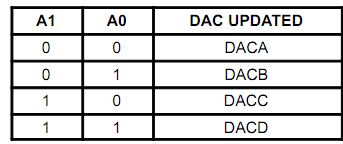 A1 A0 DAC UPDATED
0 0 DACA
0 1 DACB
1 0 DACC
1 1 DACD